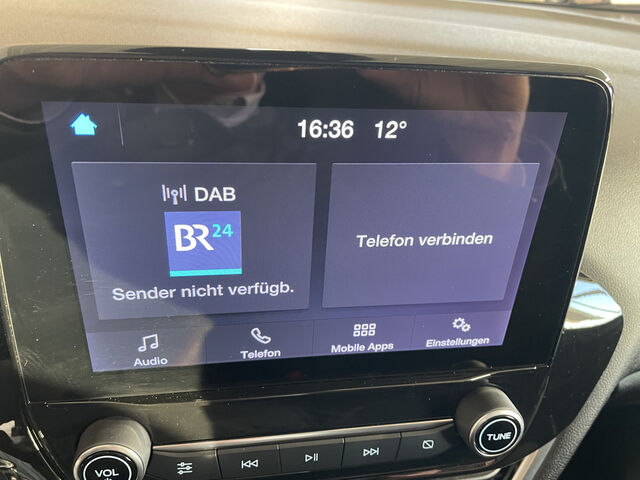 16:36 12°
DAB
BR24
Sender nicht verfügb.
Telefon verbinden
Audio
Telefon
Mobile Apps
Einstellungen
VOL
TUNE